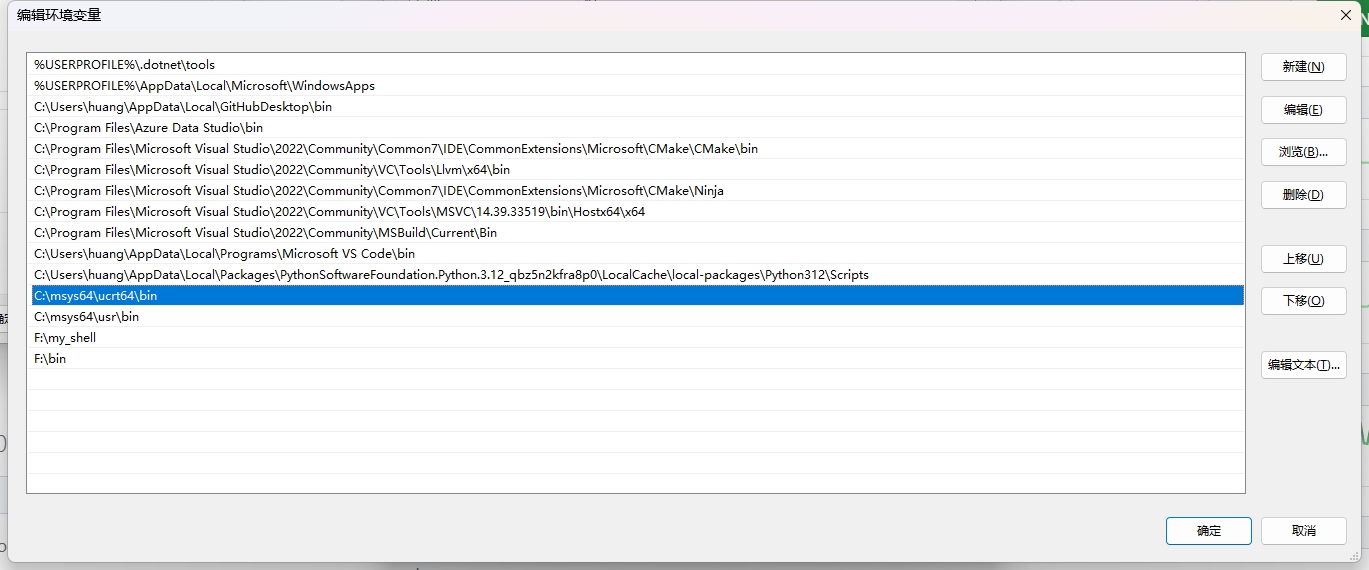 编辑环境变量
%USERPROFILE%\.dotnet\tools
%USERPROFILE%\AppData\Local\Microsoft\WindowsApps
C:\Users\huang\AppData\Local\GitHubDesktop\bin
C:\Program Files\Azure Data Studio\bin
C:\Program Files\Microsoft Visual Studio\2022\Community\Common7\IDE\CommonExtensions\Microsoft\CMake\CMake\bin
C:\Program Files\Microsoft Visual Studio\2022\Community\VC\Tools\Llvm\x64\bin
C:\Program Files\Microsoft Visual Studio\2022\Community\Common7\IDE\CommonExtensions\Microsoft\CMake\Ninja
C:\Program Files\Microsoft Visual Studio\2022\Community\VC\Tools\MSVC\14.39.33519\bin\Hostx64\x64
C:\Program Files\Microsoft Visual Studio\2022\Community\MSBuild\Current\Bin
C:\Users\huang\AppData\Local\Programs\Microsoft VS Code\bin
C:\Users\huang\AppData\Local\Packages\PythonSoftwareFoundation.Python.3.12_qbz5n2kfra8p0\LocalCache\local-packages\Python312\Scripts
C:\msys64\ucrt64\bin
C:\msys64\usr\bin
F:\my_shell
F:\bin
新建(N)
编辑(E)
浏览(B)...
删除(D)
上移(U)
下移(O)
编辑文本(T)...
确定
取消